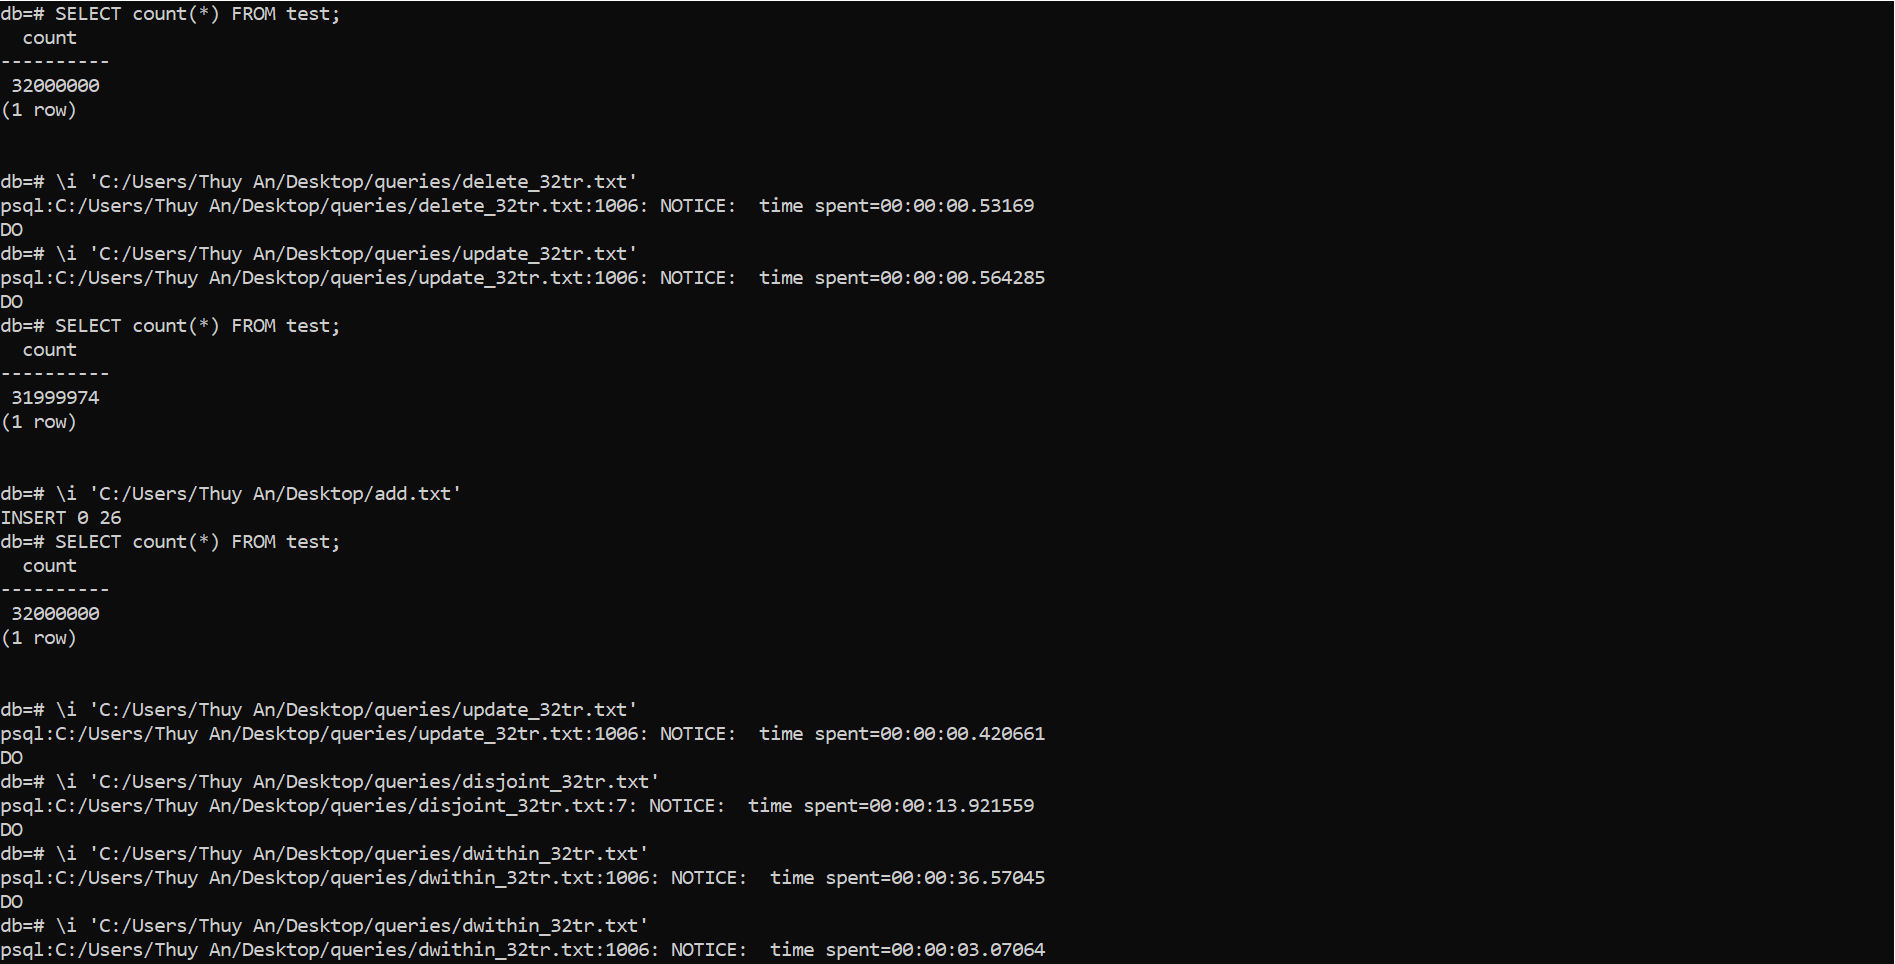 db=# SELECT count(*) FROM test;
  count
----------
 32000000
(1 row)
db=# \i 'C:/Users/Thuy An/Desktop/queries/delete_32tr.txt'
psql:C:/Users/Thuy An/Desktop/queries/delete_32tr.txt:1006: NOTICE:  time spent=00:00:00.53169
DO
db=# \i 'C:/Users/Thuy An/Desktop/queries/update_32tr.txt'
psql:C:/Users/Thuy An/Desktop/queries/update_32tr.txt:1006: NOTICE:  time spent=00:00:00.564285
DO
db=# SELECT count(*) FROM test;
  count
----------
 31999974
(1 row)
db=# \i 'C:/Users/Thuy An/Desktop/add.txt'
INSERT 0 26
db=# SELECT count(*) FROM test;
  count
----------
 32000000
(1 row)
db=# \i 'C:/Users/Thuy An/Desktop/queries/update_32tr.txt'
psql:C:/Users/Thuy An/Desktop/queries/update_32tr.txt:1006: NOTICE:  time spent=00:00:00.420661
DO
db=# \i 'C:/Users/Thuy An/Desktop/queries/disjoint_32tr.txt'
psql:C:/Users/Thuy An/Desktop/queries/disjoint_32tr.txt:7: NOTICE:  time spent=00:00:13.921559
DO
db=# \i 'C:/Users/Thuy An/Desktop/queries/dwithin_32tr.txt'
psql:C:/Users/Thuy An/Desktop/queries/dwithin_32tr.txt:1006: NOTICE:  time spent=00:00:36.57045
DO
db=# \i 'C:/Users/Thuy An/Desktop/queries/dwithin_32tr.txt'
psql:C:/Users/Thuy An/Desktop/queries/dwithin_32tr.txt:1006: NOTICE:  time spent=00:00:03.07064